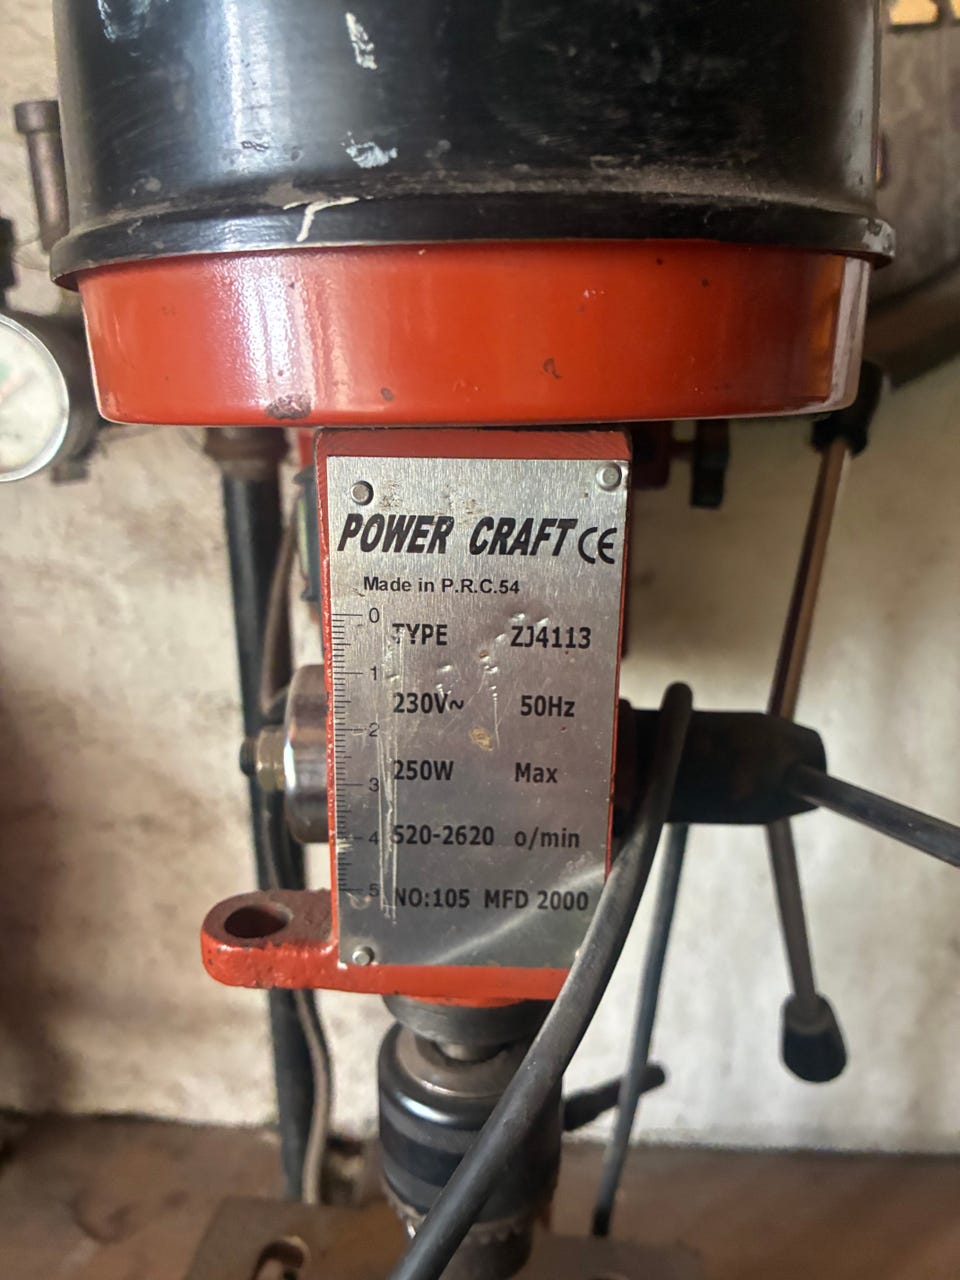 POWER CRAFT CE
Made in P.R.C.54
0
TYPE ZJ4113
1
230V~ 50Hz
2
250W Max
3
4
520-2620 o/min
5
NO:105 MFD 2000